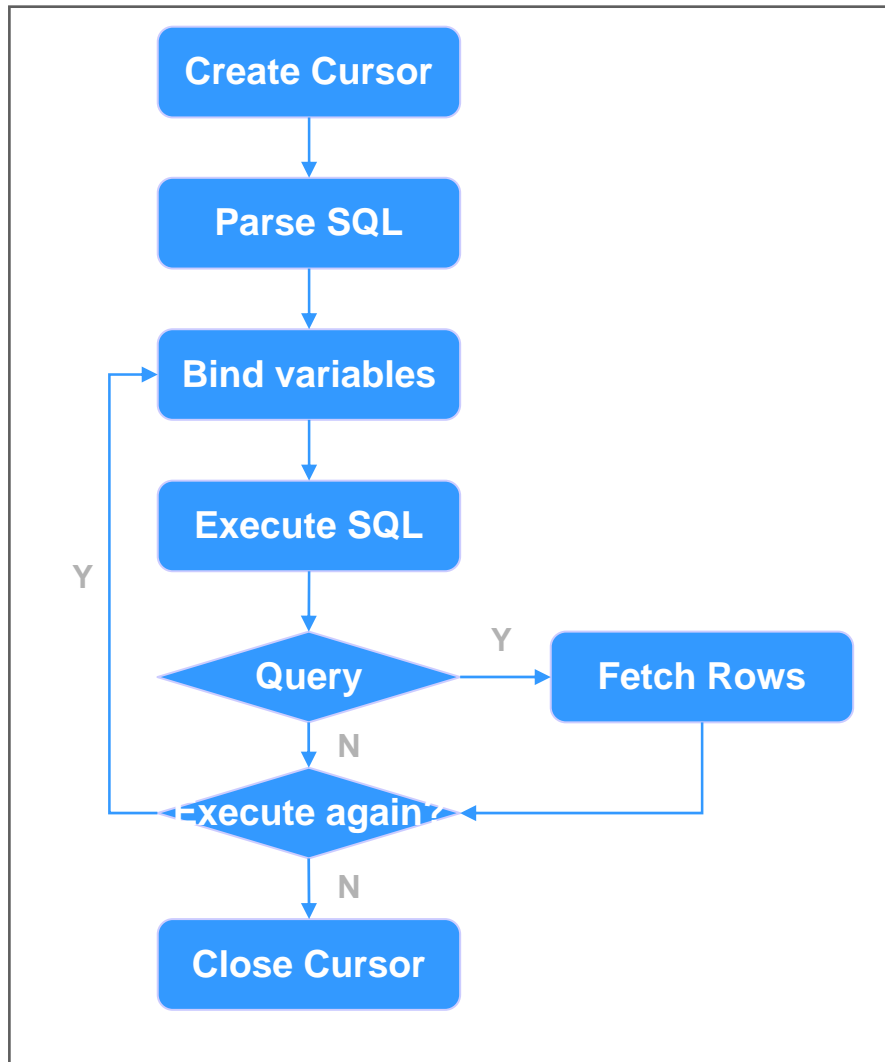 Create Cursor
Parse SQL
Bind variables
Execute SQL
Y
Y
Query
Fetch Rows
N
Execute again?
N
Close Cursor